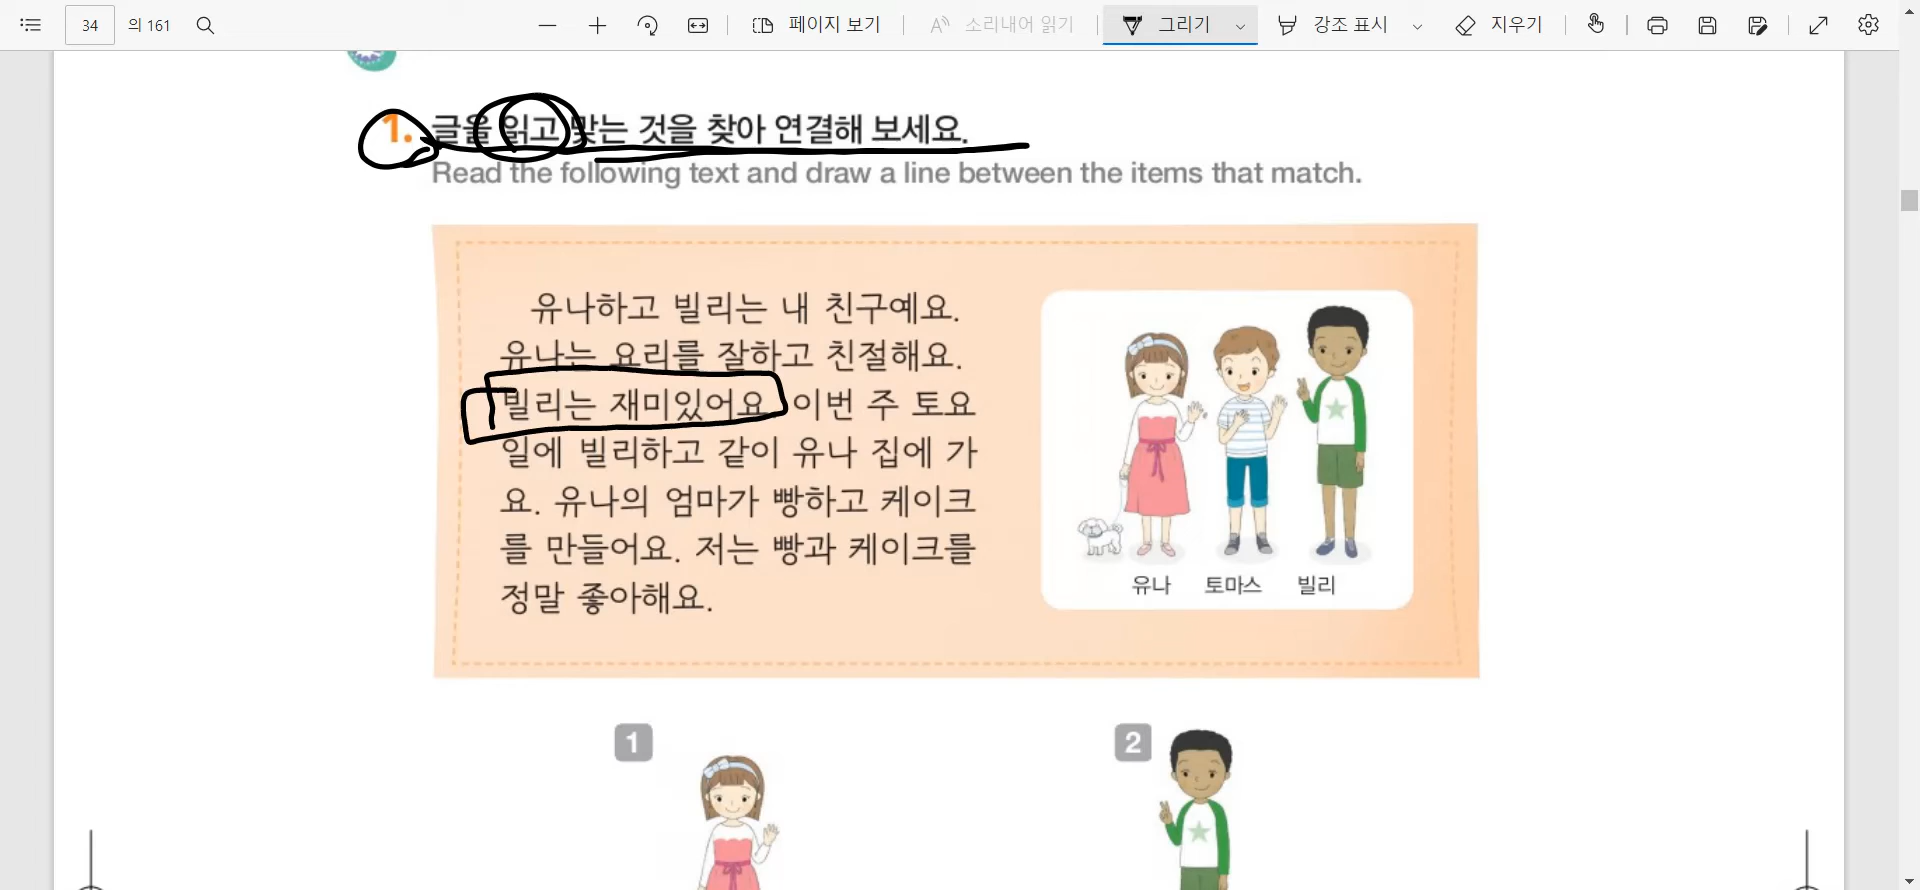 34 의 161 페이지 보기 소리내어 읽기 그리기 강조 표시 지우기
1. 글을 읽고 맞는 것을 찾아 연결해 보세요.
Read the following text and draw a line between the items that match.
유나하고 빌리는 내 친구예요.
유나는 요리를 잘하고 친절해요.
빌리는 재미있어요. 이번 주 토요
일에 빌리하고 같이 유나 집에 가
요. 유나의 엄마가 빵하고 케이크
를 만들어요. 저는 빵과 케이크를
정말 좋아해요.
유나 토마스 빌리
1 2